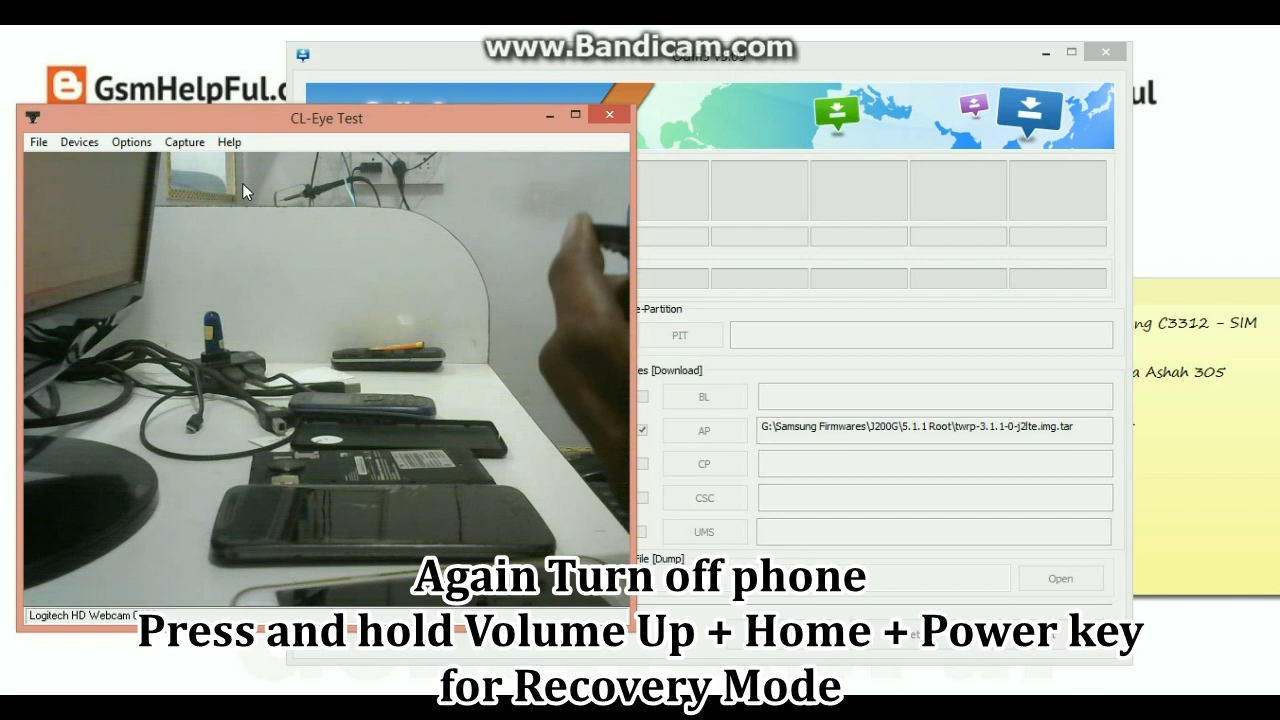 www.Bandicam.com
GsmHelpFul.c
ul
CL-Eye Test
File Devices Options Capture Help
e-Partition
PIT
ng C3312 - SIM
es [Download]
a Ashah 305
BL
AP G:\Samsung Firmwares\J200G\5.1.1 Root\twrp-3.1.1-0-j2lte.img.tar
CP
CSC
UMS
File [Dump]
Open
Logitech HD Webcam
Again Turn off phone
Press and hold Volume Up + Home + Power key
for Recovery Mode